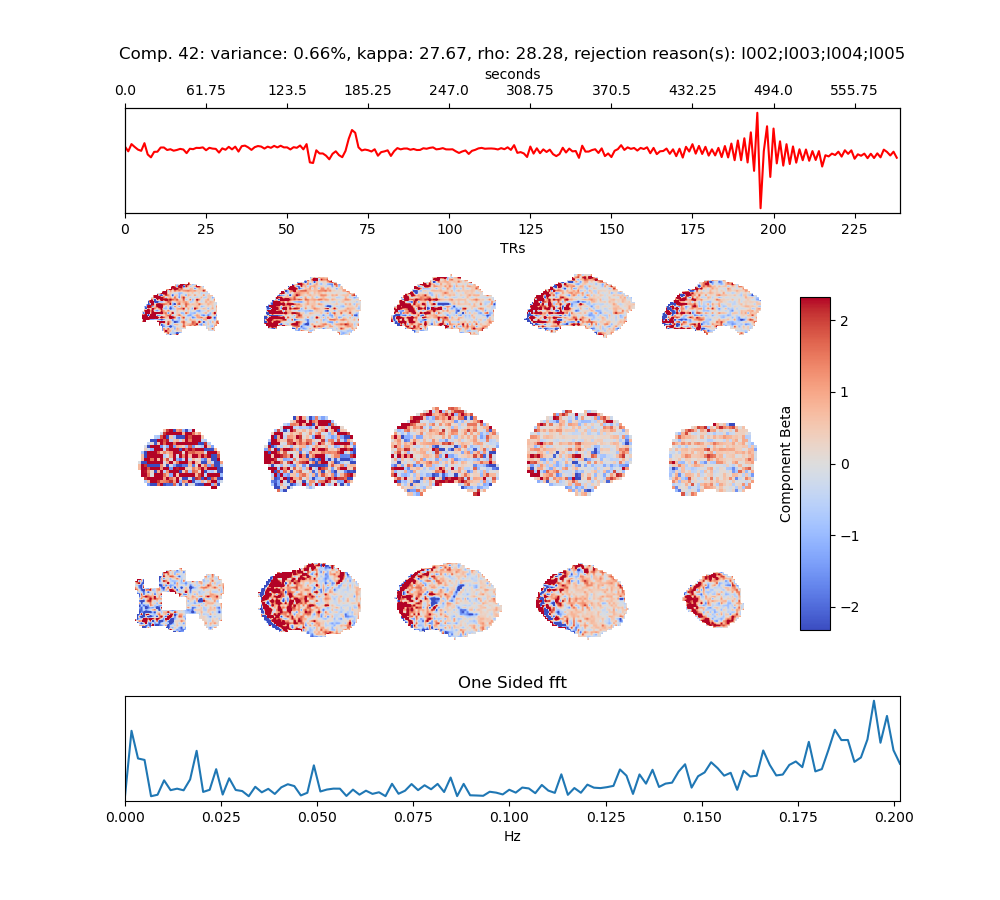 Comp. 42: variance: 0.66%, kappa: 27.67, rho: 28.28, rejection reason(s): I002;I003;I004;I005
seconds
0.0 61.75 123.5 185.25 247.0 308.75 370.5 432.25 494.0 555.75
0 25 50 75 100 125 150 175 200 225
TRs
2
1
0
−1
−2
Component Beta
One Sided fft
0.000 0.025 0.050 0.075 0.100 0.125 0.150 0.175 0.200
Hz